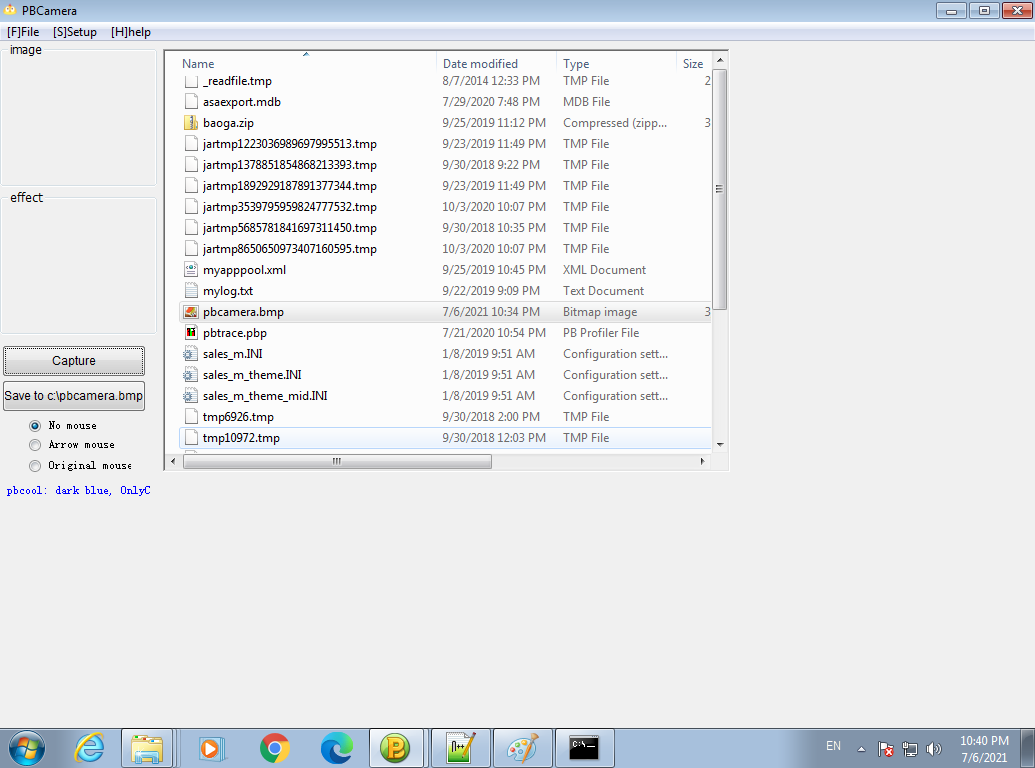 PBCamera
[F]File [S]Setup [H]help
image
effect
Capture
Save to c:\pbcamera.bmp
No mouse
Arrow mouse
Original mouse
pbcool: dark blue, OnlyC
Name Date modified Type Size
_readfile.tmp 8/7/2014 12:33 PM TMP File 2
asaexport.mdb 7/29/2020 7:48 PM MDB File
baoga.zip 9/25/2019 11:12 PM Compressed (zipp... 3
jartmp1223036989697995513.tmp 9/23/2019 11:49 PM TMP File
jartmp1378851854868213393.tmp 9/30/2018 9:22 PM TMP File
jartmp1892929187891377344.tmp 9/23/2019 11:49 PM TMP File
jartmp3539795959824777532.tmp 10/3/2020 10:07 PM TMP File
jartmp5685781841697311450.tmp 9/30/2018 10:35 PM TMP File
jartmp8650650973407160595.tmp 10/3/2020 10:07 PM TMP File
myapppool.xml 9/25/2019 10:45 PM XML Document
mylog.txt 9/22/2019 9:09 PM Text Document
pbcamera.bmp 7/6/2021 10:34 PM Bitmap image 3
pbtrace.pbp 7/21/2020 10:54 PM PB Profiler File
sales_m.INI 1/8/2019 9:51 AM Configuration sett...
sales_m_theme.INI 1/8/2019 9:51 AM Configuration sett...
sales_m_theme_mid.INI 1/8/2019 9:51 AM Configuration sett...
tmp6926.tmp 9/30/2018 2:00 PM TMP File
tmp10972.tmp 9/30/2018 12:03 PM TMP File
EN
10:40 PM
7/6/2021